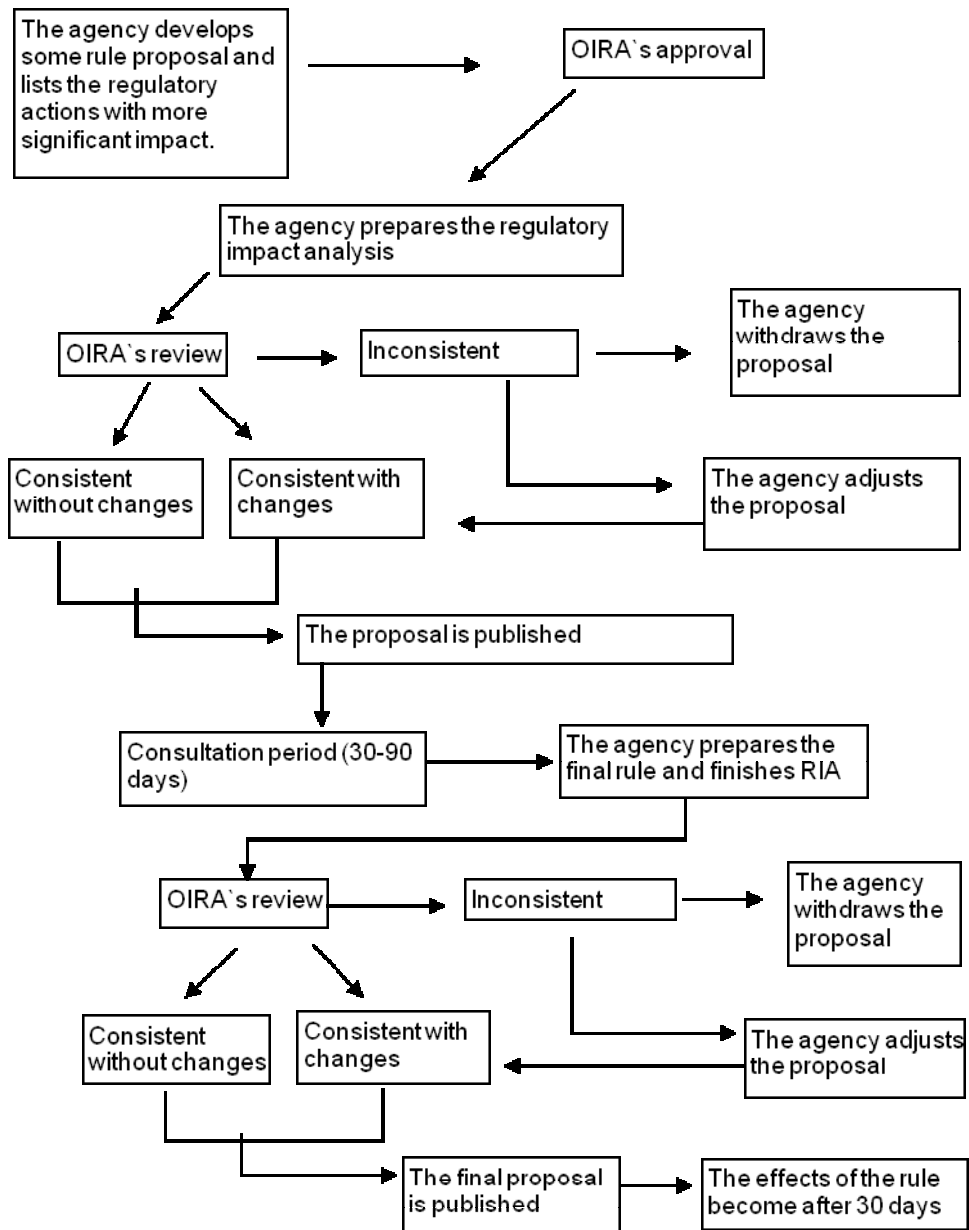 The agency develops
some rule proposal and
lists the regulatory
actions with more
significant impact.
OIRA`s approval
The agency prepares the regulatory
impact analysis
OIRA`s review
Inconsistent
The agency
withdraws the
proposal
Consistent
without changes
Consistent with
changes
The agency adjusts
the proposal
The proposal is published
Consultation period (30-90
days)
The agency prepares the
final rule and finishes RIA
OIRA`s review
Inconsistent
The agency
withdraws the
proposal
Consistent
without changes
Consistent with
changes
The agency adjusts
the proposal
The final proposal
is published
The effects of the rule
become after 30 days